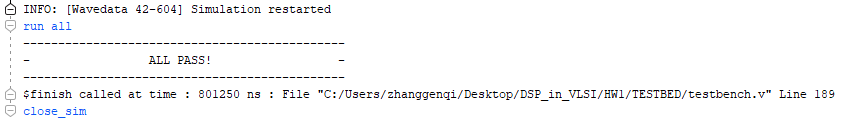 INFO: [Wavedata 42-604] Simulation restarted
run all
---------------------------------------------
-                 ALL PASS!                 -
---------------------------------------------
$finish called at time : 801250 ns : File "C:/Users/zhanggenqi/Desktop/DSP_in_VLSI/HW1/TESTBED/testbench.v" Line 189
close_sim